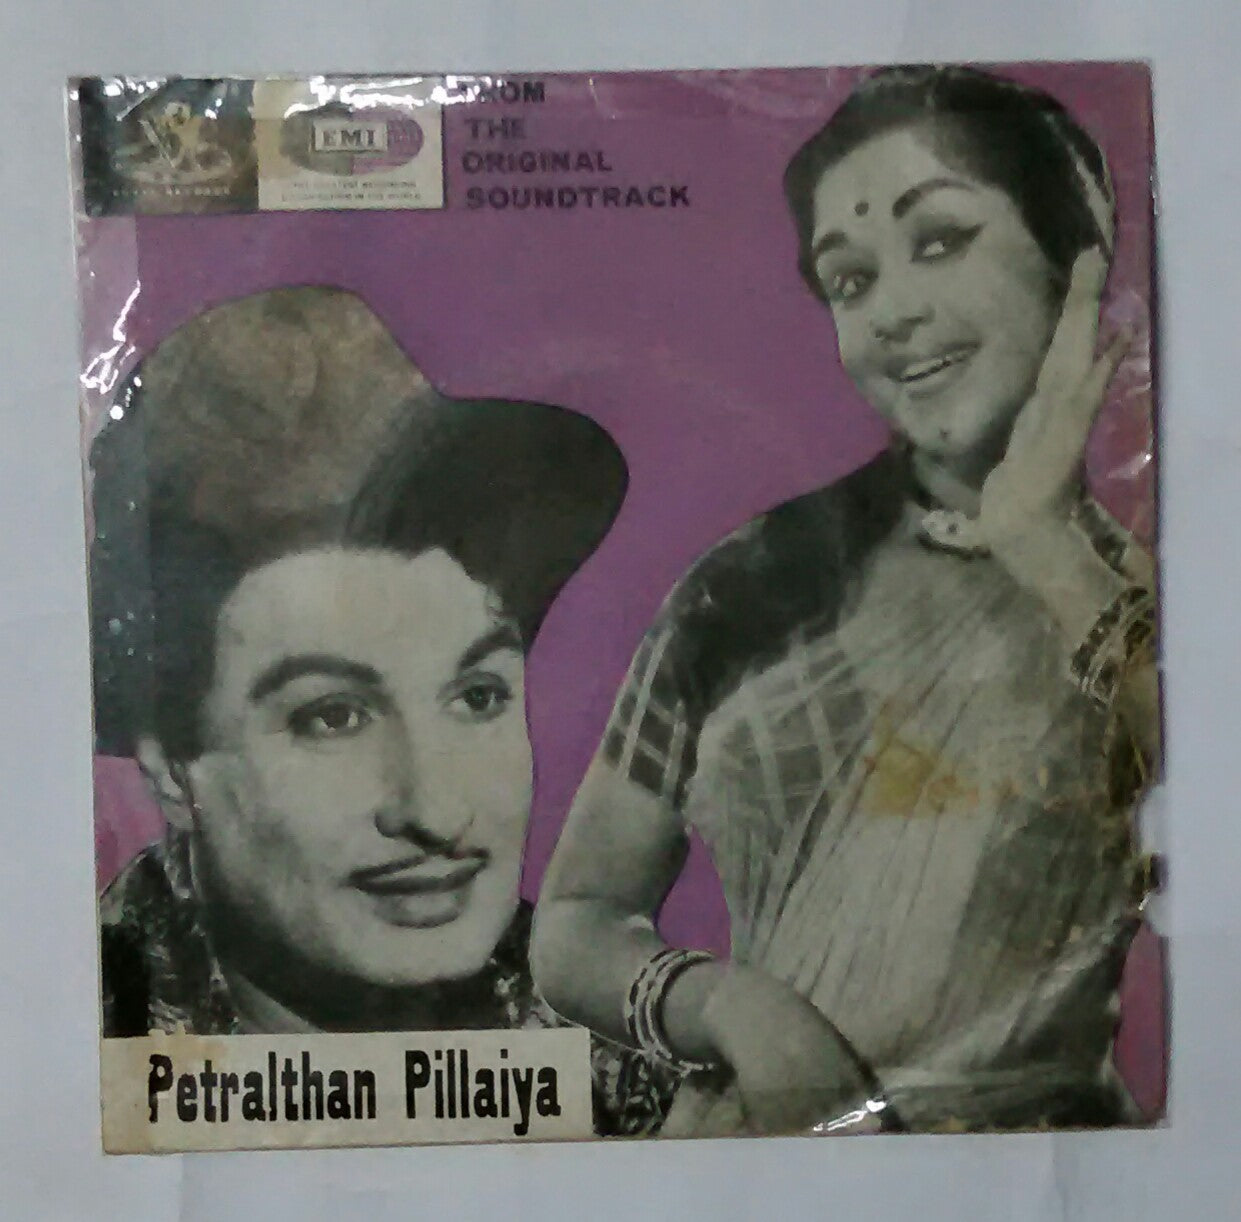 EMI
FROM
THE
ORIGINAL
SOUNDTRACK
Petralthan Pillaiya